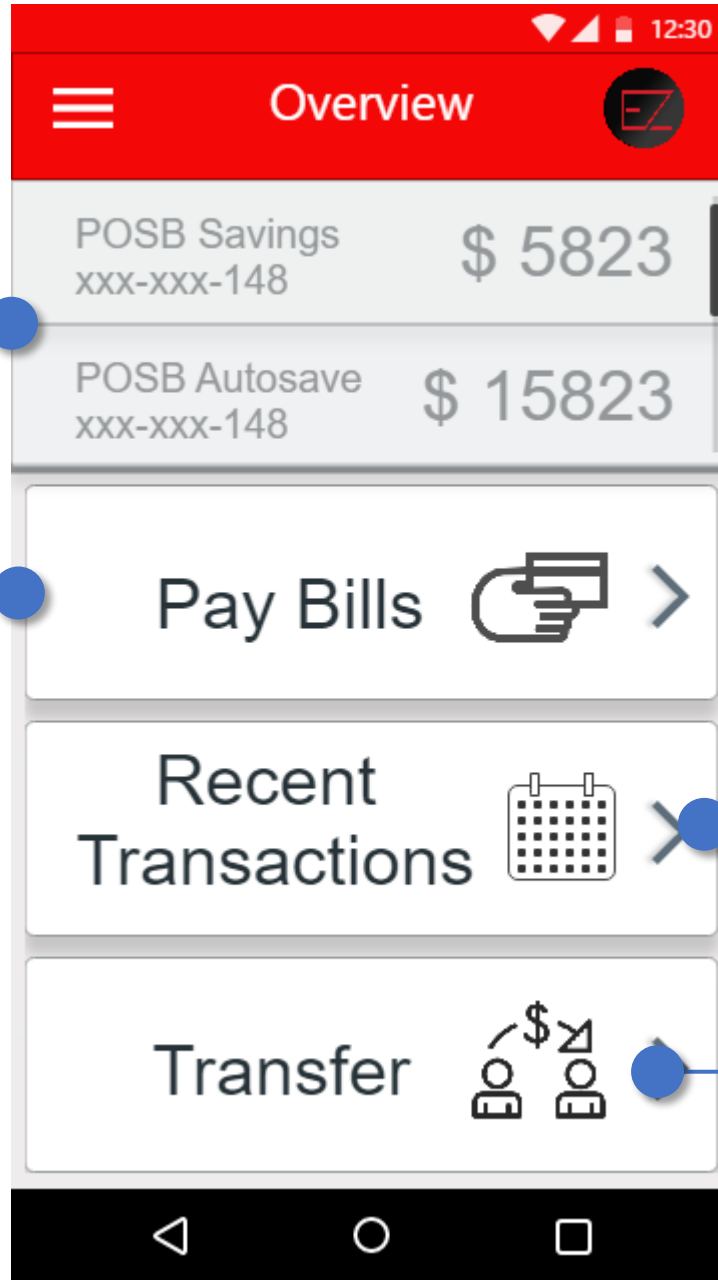 12:30
Overview
EZ
POSB Savings
$ 5823
xxx-xxx-148
POSB Autosave
$ 15823
xxx-xxx-148
Pay Bills
Recent
Transactions
$
Transfer